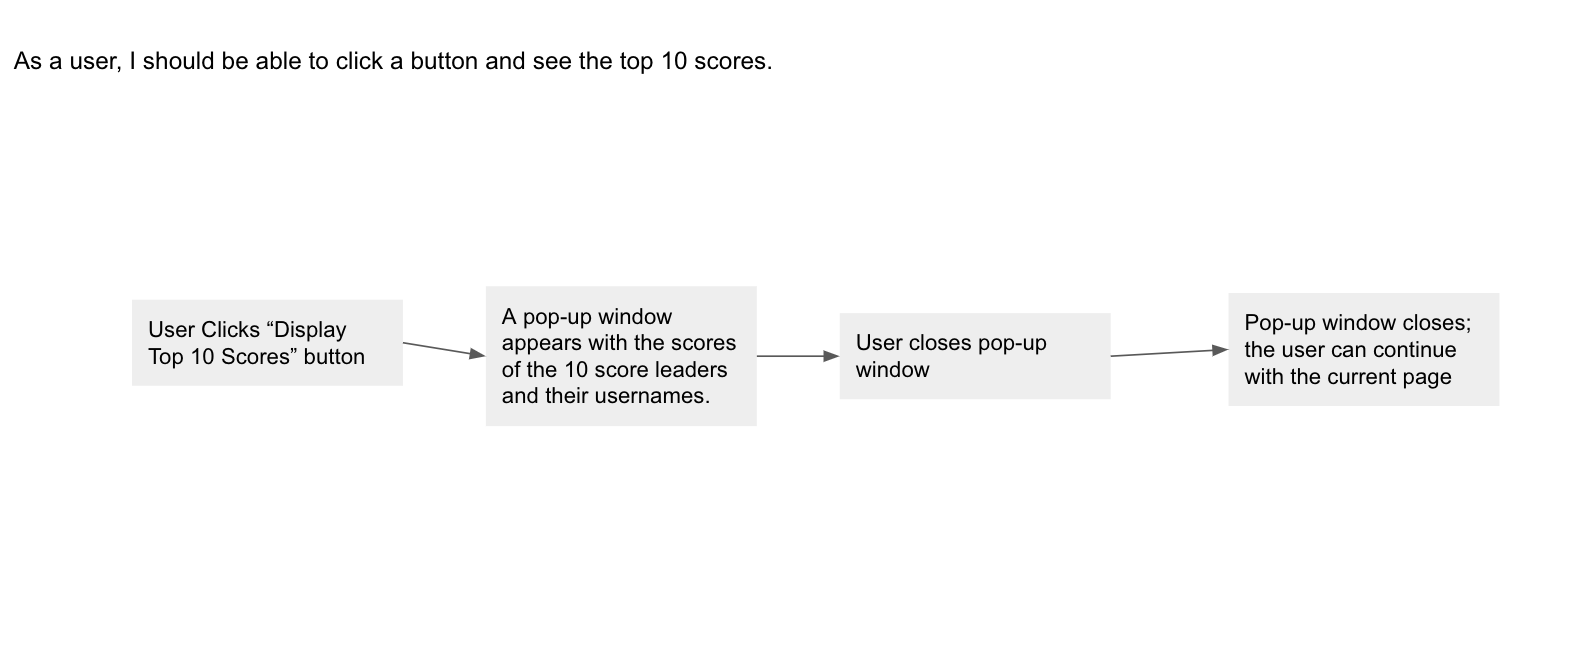 As a user, I should be able to click a button and see the top 10 scores.
User Clicks “Display
Top 10 Scores” button
A pop-up window
appears with the scores
of the 10 score leaders
and their usernames.
User closes pop-up
window
Pop-up window closes;
the user can continue
with the current page